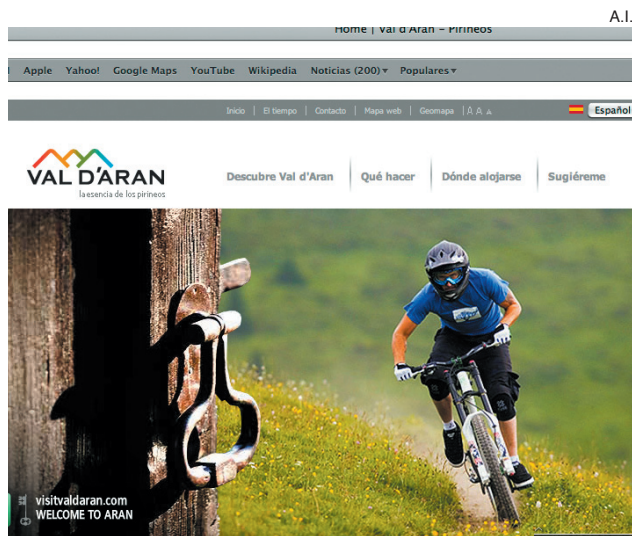 A.I.
Home | Val d'Aran – Pirineos
Apple Yahoo! Google Maps YouTube Wikipedia Noticias (200) Populares
Inicio | El tiempo | Contacto | Mapa web | Geomapa | A A A
Español
VAL D'ARAN
la esencia de los pirineos
Descubre Val d'Aran
Qué hacer
Dónde alojarse
Sugiéreme
visitvaldaran.com
WELCOME TO ARAN